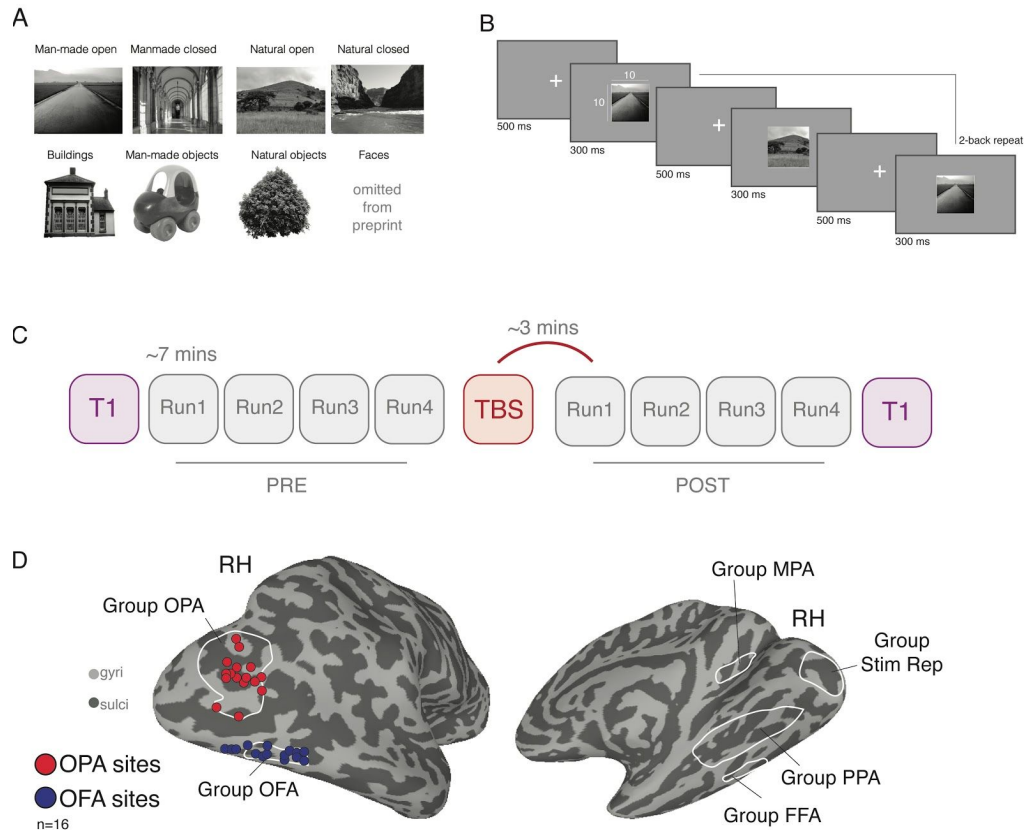 A
Man-made open
Manmade closed
Natural open
Natural closed
Buildings
Man-made objects
Natural objects
Faces
omitted
from
preprint
B
500 ms
10
10
300 ms
500 ms
300 ms
500 ms
300 ms
2-back repeat
C
~7 mins
~3 mins
T1
Run1
Run2
Run3
Run4
TBS
Run1
Run2
Run3
Run4
T1
PRE
POST
D
RH
Group OPA
gyri
sulci
OPA sites
OFA sites
n=16
Group OFA
Group MPA
RH
Group
Stim Rep
Group PPA
Group FFA